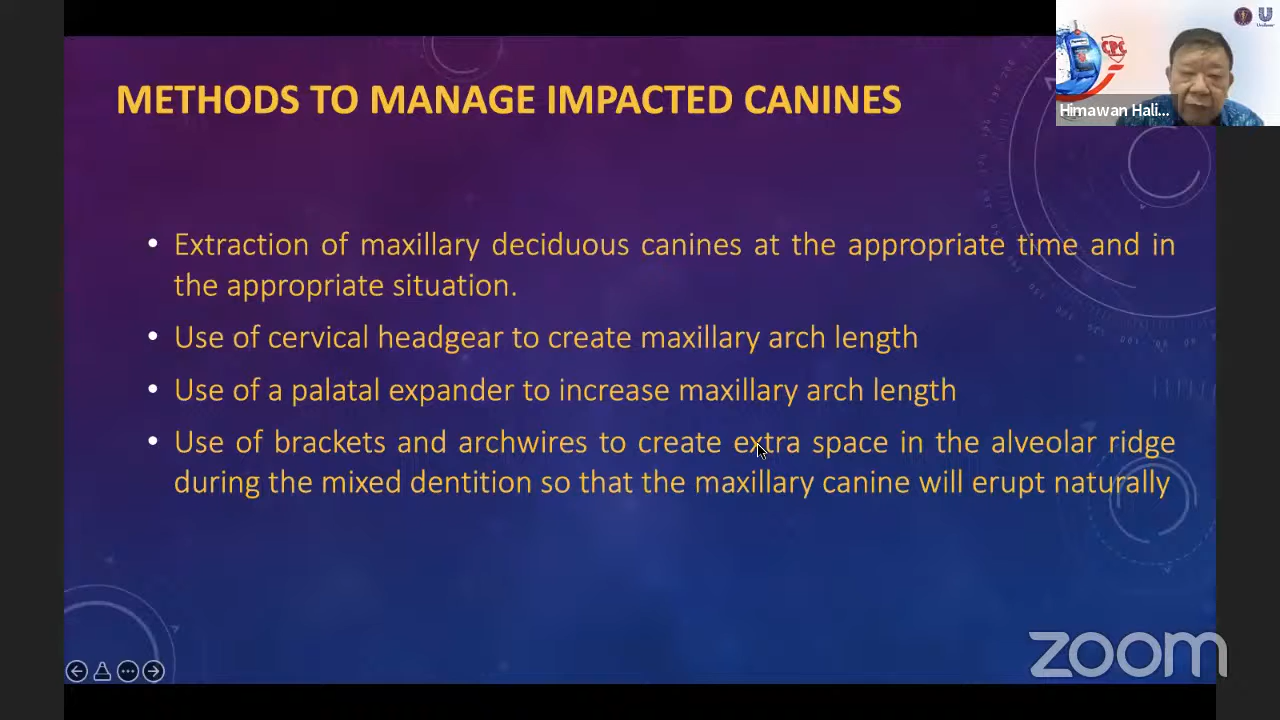 METHODS TO MANAGE IMPACTED CANINES
CPC
Himawan Hali...
• Extraction of maxillary deciduous canines at the appropriate time and in
the appropriate situation.
• Use of cervical headgear to create maxillary arch length
• Use of a palatal expander to increase maxillary arch length
• Use of brackets and archwires to create extra space in the alveolar ridge
during the mixed dentition so that the maxillary canine will erupt naturally
zoom